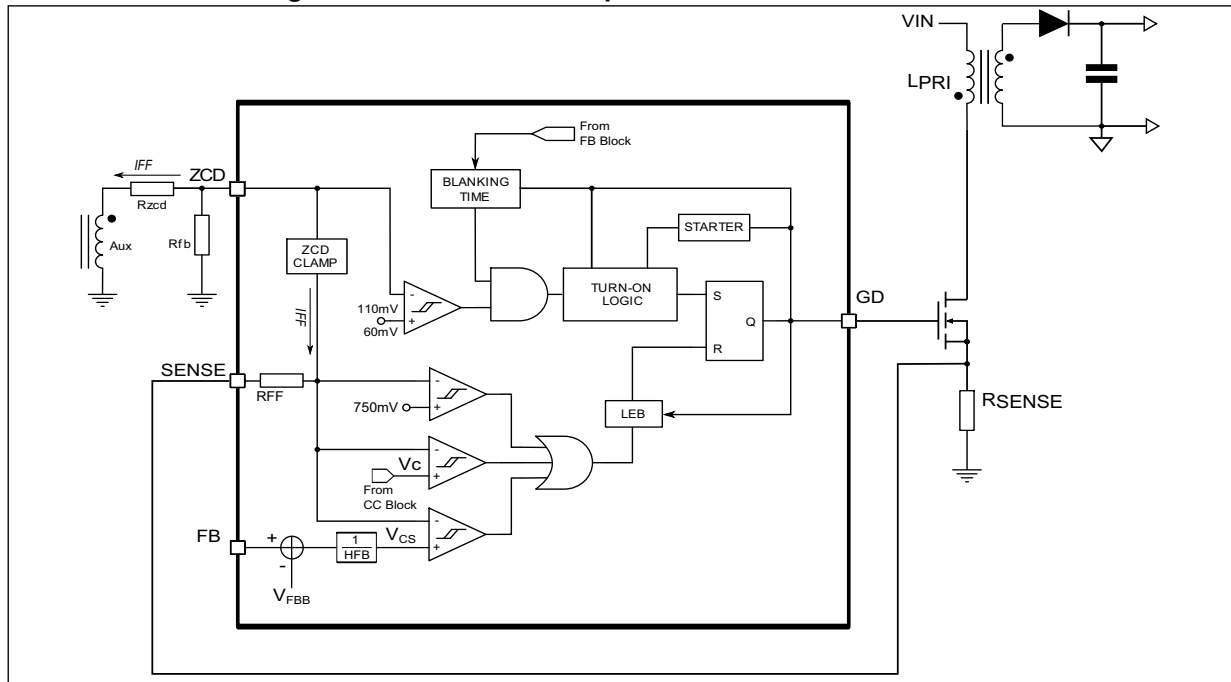 VIN
LPRI
From
FB Block
IFF
ZCD
BLANKING
TIME
Rzcd
STARTER
Aux
Rfb
ZCD
CLAMP
TURN-ON
LOGIC
-
110mV
+
60mV
S
Q
R
GD
IFF
SENSE
RFF
-
750mV
+
LEB
RSENSE
-
Vc
+
From
CC Block
-
FB
+
1
HFB
VCS
+
-
VFBB